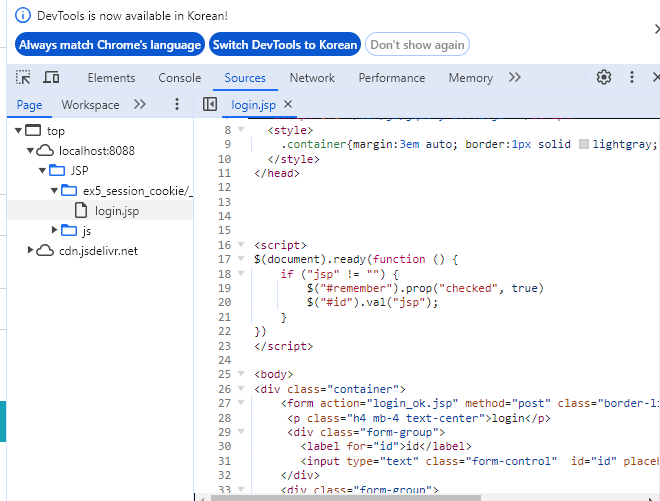 DevTools is now available in Korean!
Always match Chrome's language Switch DevTools to Korean Don't show again
Elements Console Sources Network Performance Memory
Page Workspace login.jsp
top
localhost:8088
JSP
ex5_session_cookie/_
login.jsp
js
cdn.jsdelivr.net
8 <style>
9 .container{margin:3em auto; border:1px solid lightgray;
10 </style>
11 </head>
12
13
14
15
16 <script>
17 $(document).ready(function () {
18 if ("jsp" != "") {
19 $("#remember").prop("checked", true)
20 $("#id").val("jsp");
21 }
22 })
23 </script>
24
25 <body>
26 <div class="container">
27 <form action="login_ok.jsp" method="post" class="border-li
28 <p class="h4 mb-4 text-center">login</p>
29 <div class="form-group">
30 <label for="id">id</label>
31 <input type="text" class="form-control" id="id" placeh
32 </div>
33 <div class="form-group">